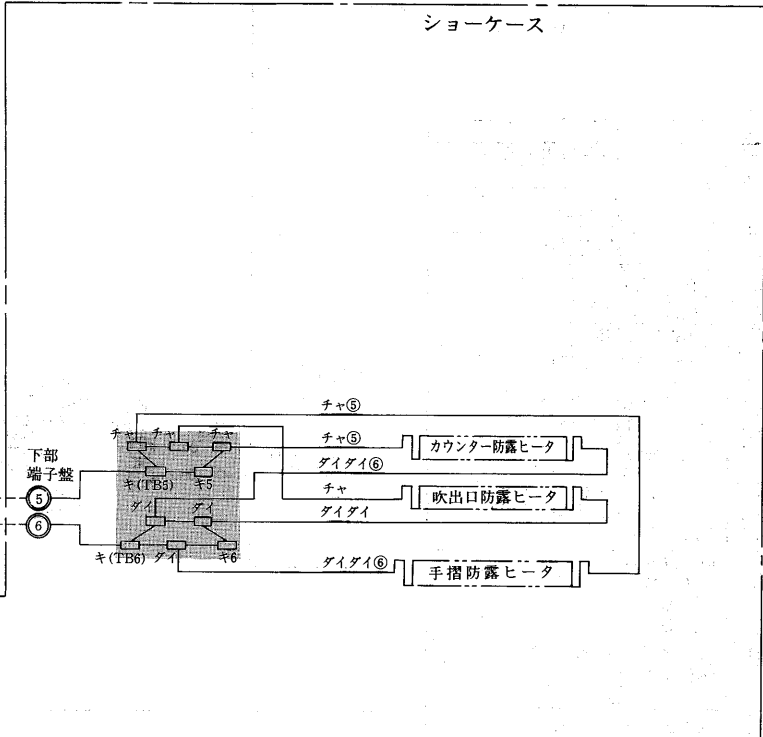 ショーケース
チャ⑤
チャ チャ チャ
チャ⑤
カウンター防露ヒータ
下部
端子盤
ダイダイ⑥
キ(TB5) キ5
チャ
吹出口防露ヒータ
⑤
ダイ ダイ
ダイダイ
⑥
キ(TB6) ダイ キ6
ダイダイ⑥
手摺防露ヒータ